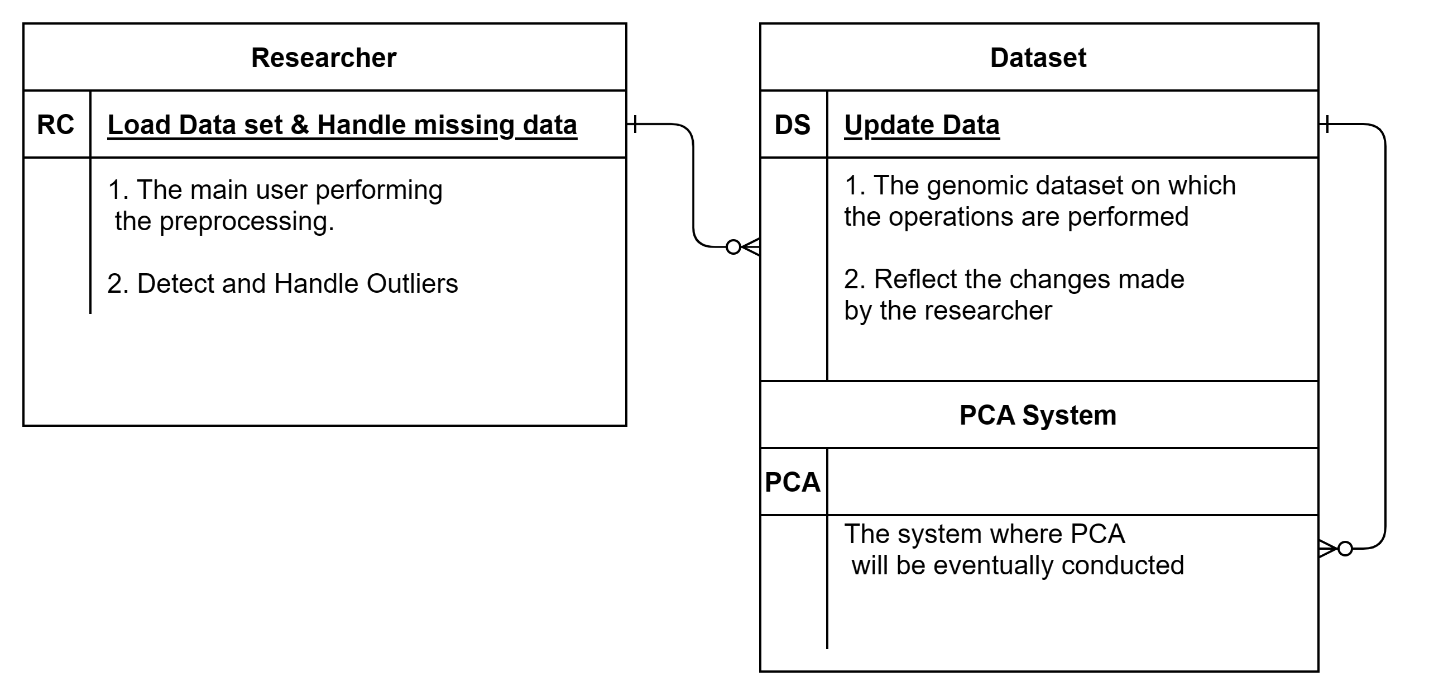 Researcher
RC Load Data set & Handle missing data
1. The main user performing
the preprocessing.
2. Detect and Handle Outliers
Dataset
DS Update Data
1. The genomic dataset on which
the operations are performed
2. Reflect the changes made
by the researcher
PCA System
PCA
The system where PCA
will be eventually conducted